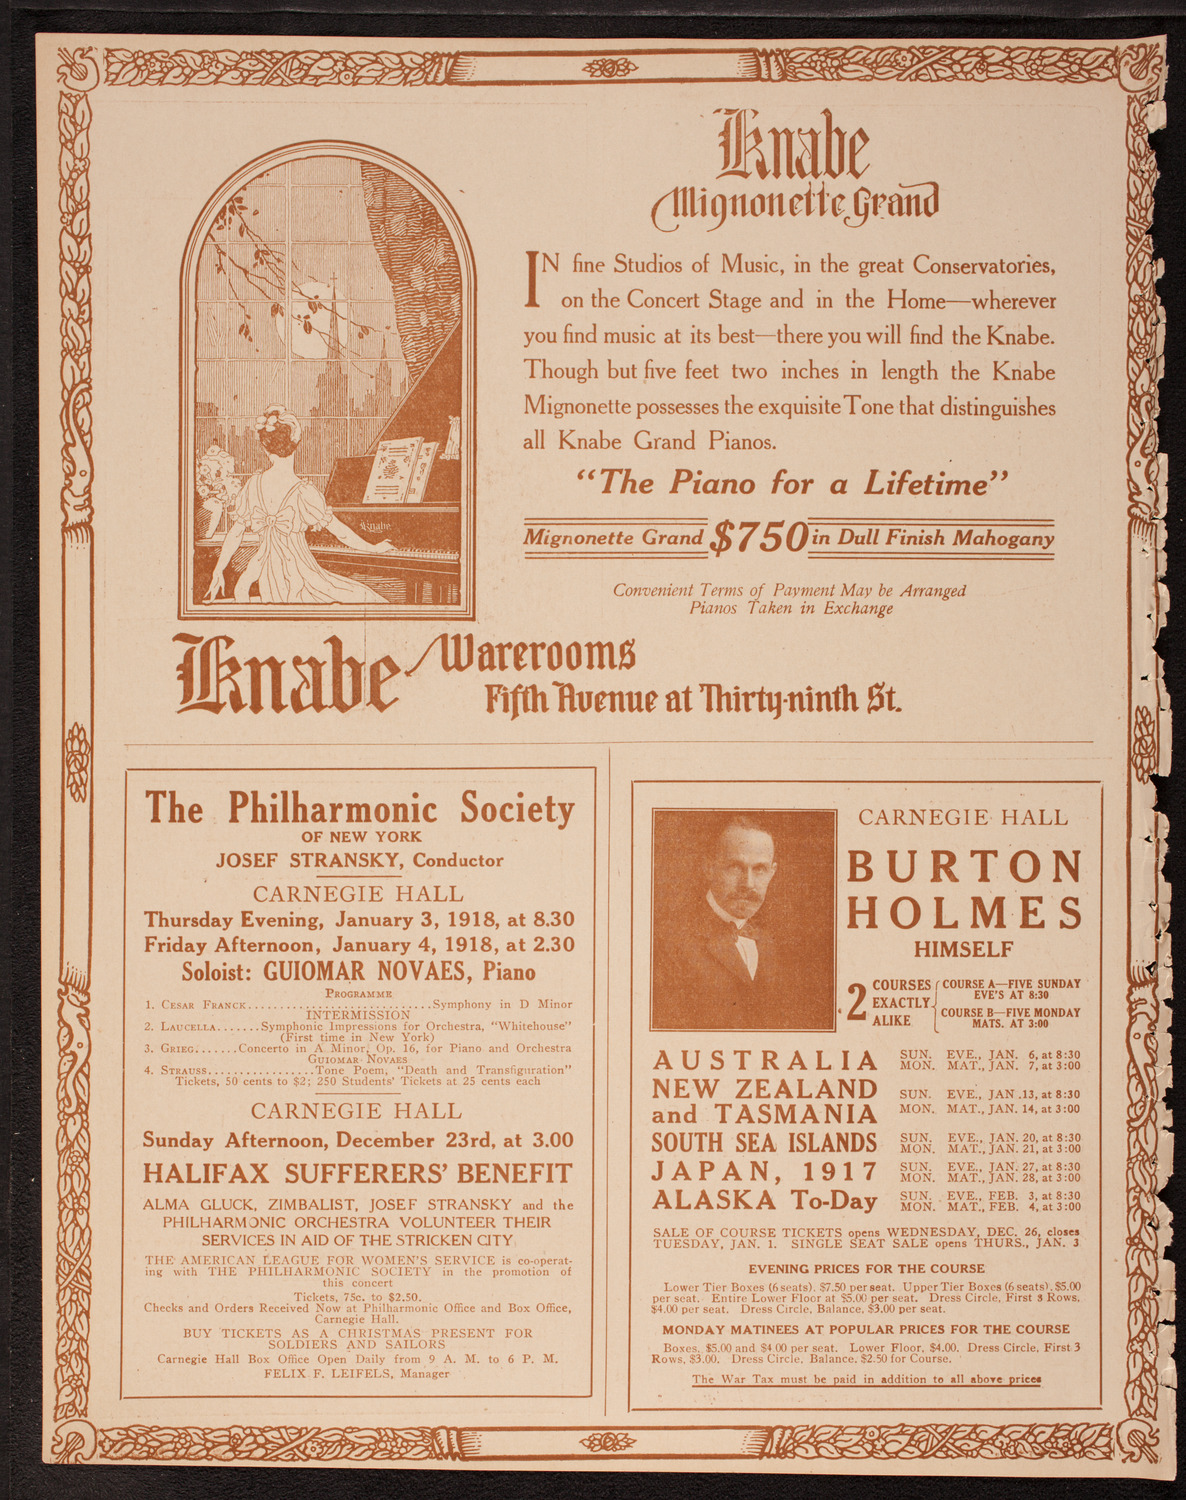 Knabe
Mignonette Grand
IN fine Studios of Music, in the great Conservatories,
on the Concert Stage and in the Home—wherever
you find music at its best—there you will find the Knabe.
Though but five feet two inches in length the Knabe
Mignonette possesses the exquisite Tone that distinguishes
all Knabe Grand Pianos.
"The Piano for a Lifetime"
Mignonette Grand $750 in Dull Finish Mahogany
Convenient Terms of Payment May be Arranged
Pianos Taken in Exchange
Knabe
Knabe Warerooms
Fifth Avenue at Thirty-ninth St.
The Philharmonic Society
OF NEW YORK
JOSEF STRANSKY, Conductor
CARNEGIE HALL
Thursday Evening, January 3, 1918, at 8.30
Friday Afternoon, January 4, 1918, at 2.30
Soloist: GUIOMAR NOVAES, Piano
PROGRAMME
1. CESAR FRANCK............................Symphony in D Minor
INTERMISSION
2. LAUCELLA.......Symphonic Impressions for Orchestra, "Whitehouse"
(First time in New York)
3. GRIEG.......Concerto in A Minor, Op. 16, for Piano and Orchestra
GUIOMAR NOVAES
4. STRAUSS................Tone Poem, "Death and Transfiguration"
Tickets, 50 cents to $2; 250 Students' Tickets at 25 cents each
CARNEGIE HALL
Sunday Afternoon, December 23rd, at 3.00
HALIFAX SUFFERERS' BENEFIT
ALMA GLUCK, ZIMBALIST, JOSEF STRANSKY and the
PHILHARMONIC ORCHESTRA VOLUNTEER THEIR
SERVICES IN AID OF THE STRICKEN CITY
THE AMERICAN LEAGUE FOR WOMEN'S SERVICE is co-operat-
ing with THE PHILHARMONIC SOCIETY in the promotion of
this concert
Tickets, 75c. to $2.50.
Checks and Orders Received Now at Philharmonic Office and Box Office,
Carnegie Hall.
BUY TICKETS AS A CHRISTMAS PRESENT FOR
SOLDIERS AND SAILORS
Carnegie Hall Box Office Open Daily from 9 A. M. to 6 P. M.
FELIX F. LEIFELS, Manager
CARNEGIE HALL
BURTON
HOLMES
HIMSELF
2 COURSES EXACTLY ALIKE
COURSE A—FIVE SUNDAY
EVE'S AT 8:30
COURSE B—FIVE MONDAY
MATS. AT 3:00
AUSTRALIA SUN. EVE., JAN. 6, at 8:30
MON. MAT., JAN. 7, at 3:00
NEW ZEALAND
and TASMANIA SUN. EVE., JAN .13, at 8:30
MON. MAT., JAN. 14, at 3:00
SOUTH SEA ISLANDS SUN. EVE., JAN. 20, at 8:30
MON. MAT., JAN. 21, at 3:00
JAPAN, 1917 SUN. EVE., JAN. 27, at 8:30
MON. MAT., JAN. 28, at 3:00
ALASKA To-Day SUN. EVE., FEB. 3, at 8:30
MON. MAT., FEB. 4, at 3:00
SALE OF COURSE TICKETS opens WEDNESDAY, DEC. 26, closes
TUESDAY, JAN. 1. SINGLE SEAT SALE opens THURS., JAN. 3
EVENING PRICES FOR THE COURSE
Lower Tier Boxes (6 seats), $7.50 per seat. Upper Tier Boxes (6 seats), $5.00
per seat. Entire Lower Floor at $5.00 per seat. Dress Circle, First 3 Rows,
$4.00 per seat. Dress Circle, Balance, $3.00 per seat.
MONDAY MATINEES AT POPULAR PRICES FOR THE COURSE
Boxes, $5.00 and $4.00 per seat. Lower Floor, $4.00. Dress Circle, First 3
Rows, $3.00. Dress Circle, Balance, $2.50 for Course.
The War Tax must be paid in addition to all above prices